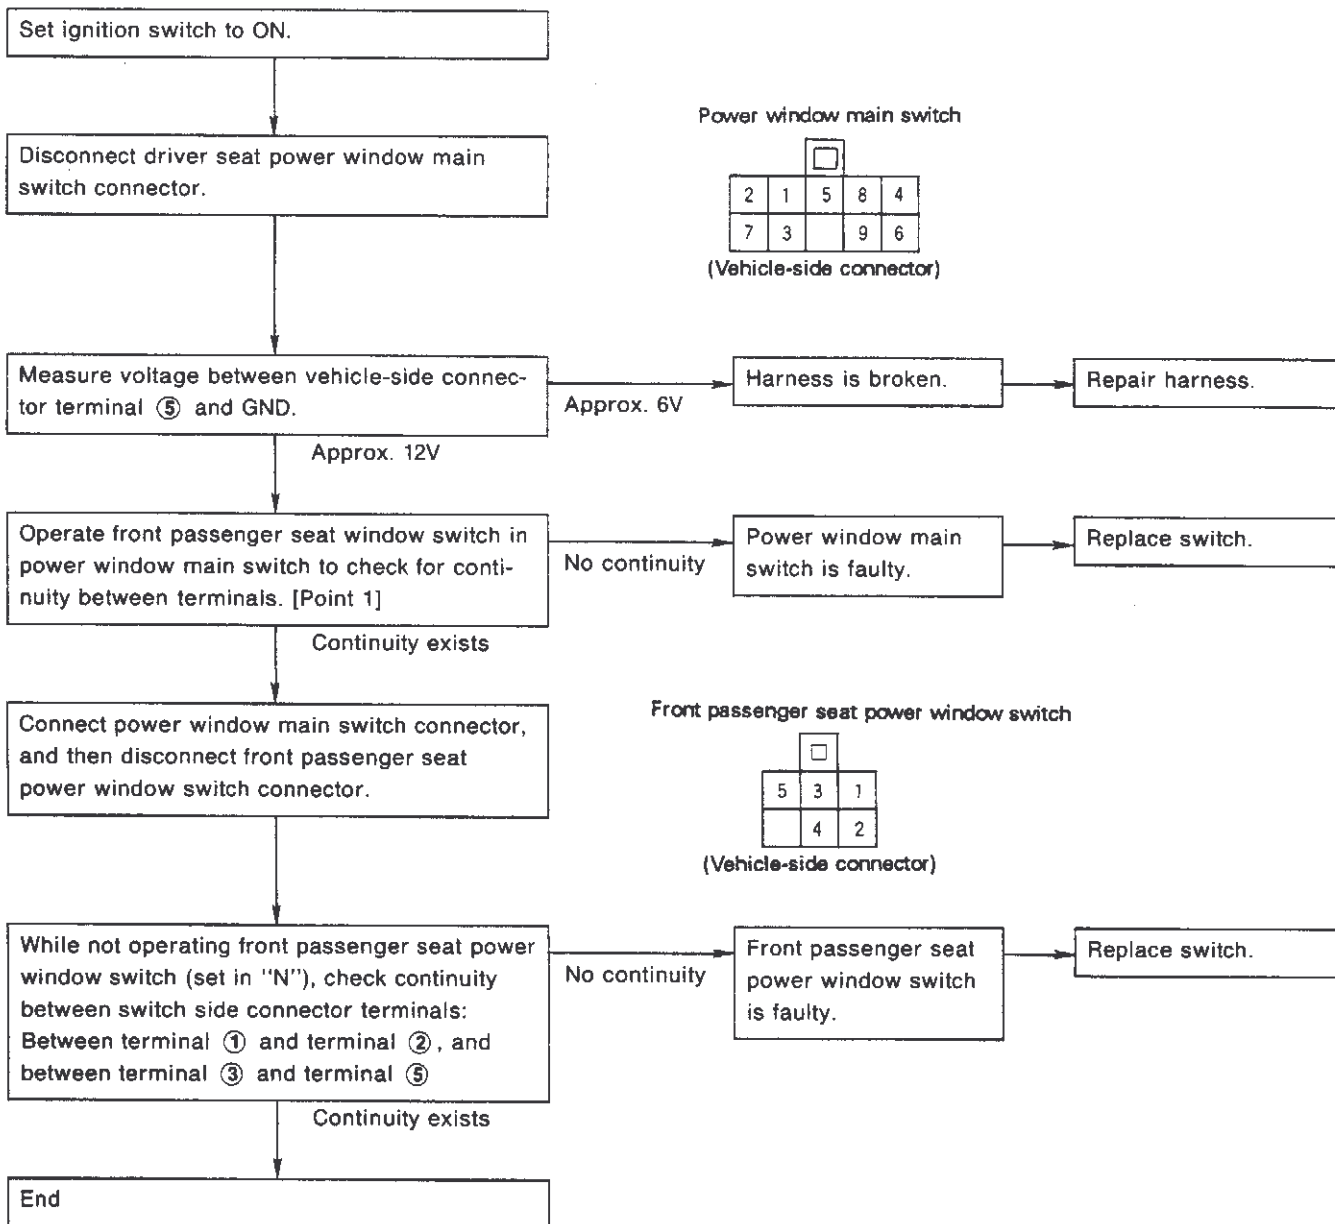 Set ignition switch to ON.
Disconnect driver seat power window main
switch connector.
Power window main switch
2 1 5 8 4
7 3 9 6
(Vehicle-side connector)
Measure voltage between vehicle-side connec-
tor terminal ⑤ and GND.
Approx. 6V
Harness is broken.
Repair harness.
Approx. 12V
Operate front passenger seat window switch in
power window main switch to check for conti-
nuity between terminals. [Point 1]
No continuity
Power window main
switch is faulty.
Replace switch.
Continuity exists
Connect power window main switch connector,
and then disconnect front passenger seat
power window switch connector.
Front passenger seat power window switch
5 3 1
4 2
(Vehicle-side connector)
While not operating front passenger seat power
window switch (set in "N"), check continuity
between switch side connector terminals:
Between terminal ① and terminal ②, and
between terminal ③ and terminal ⑤
No continuity
Front passenger seat
power window switch
is faulty.
Replace switch.
Continuity exists
End